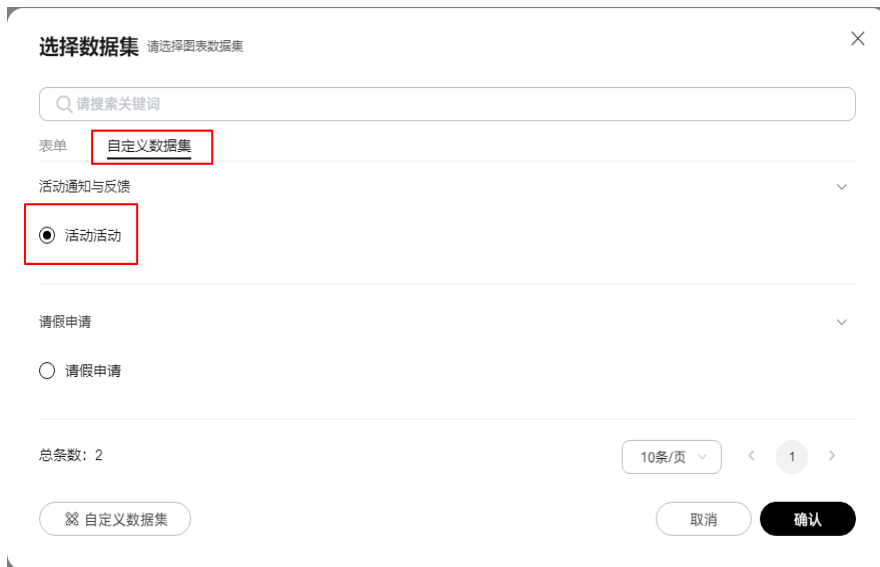 选择数据集 请选择图表数据集
请搜索关键词
表单 自定义数据集
活动通知与反馈
活动活动
请假申请
请假申请
总条数：2 10条/页 1
自定义数据集 取消 确认